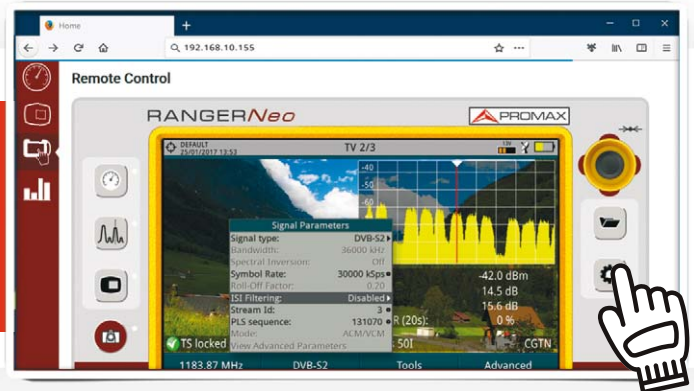 Home
192.168.10.155
Remote Control
RANGERNeo
PROMAX
DEFAULT
25/01/2017 13:53
TV 2/3
13V
-40
-50
-60
Signal Parameters
Signal type: DVB-S2
Bandwidth: 36000 kHz
Spectral Inversion: Off
Symbol Rate: 30000 kSps
Roll-Off Factor: 0.20
ISI Filtering: Disabled
Stream Id: 3
PLS sequence: 131070
Mode: ACM/VCM
View Advanced Parameters
-42.0 dBm
14.5 dB
15.6 dB
R (20s): 0 %
TS locked
CGTN
1183.87 MHz DVB-S2 Tools Advanced